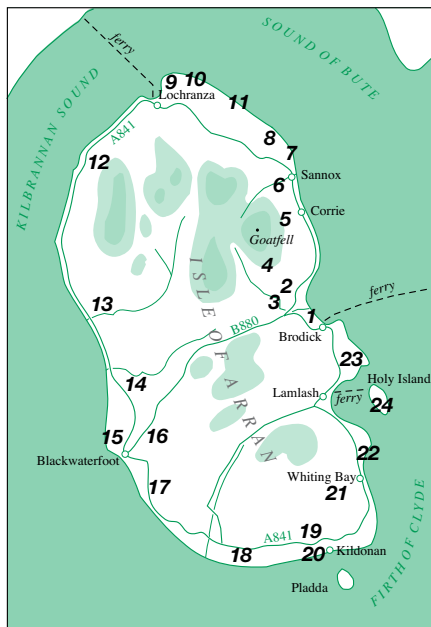 SOUND OF BUTE
ferry
KILBRANNAN SOUND
9
10
Lochranza
11
A841
8
7
12
6
Sannox
5
Corrie
Goatfell
4
2
3
ferry
13
1
B880
Brodick
ISLE OF ARRAN
23
14
Holy Island
Lamlash
ferry
24
15
16
22
Blackwaterfoot
Whiting Bay
21
17
19
A841
18
20
Kildonan
Pladda
FIRTH OF CLYDE